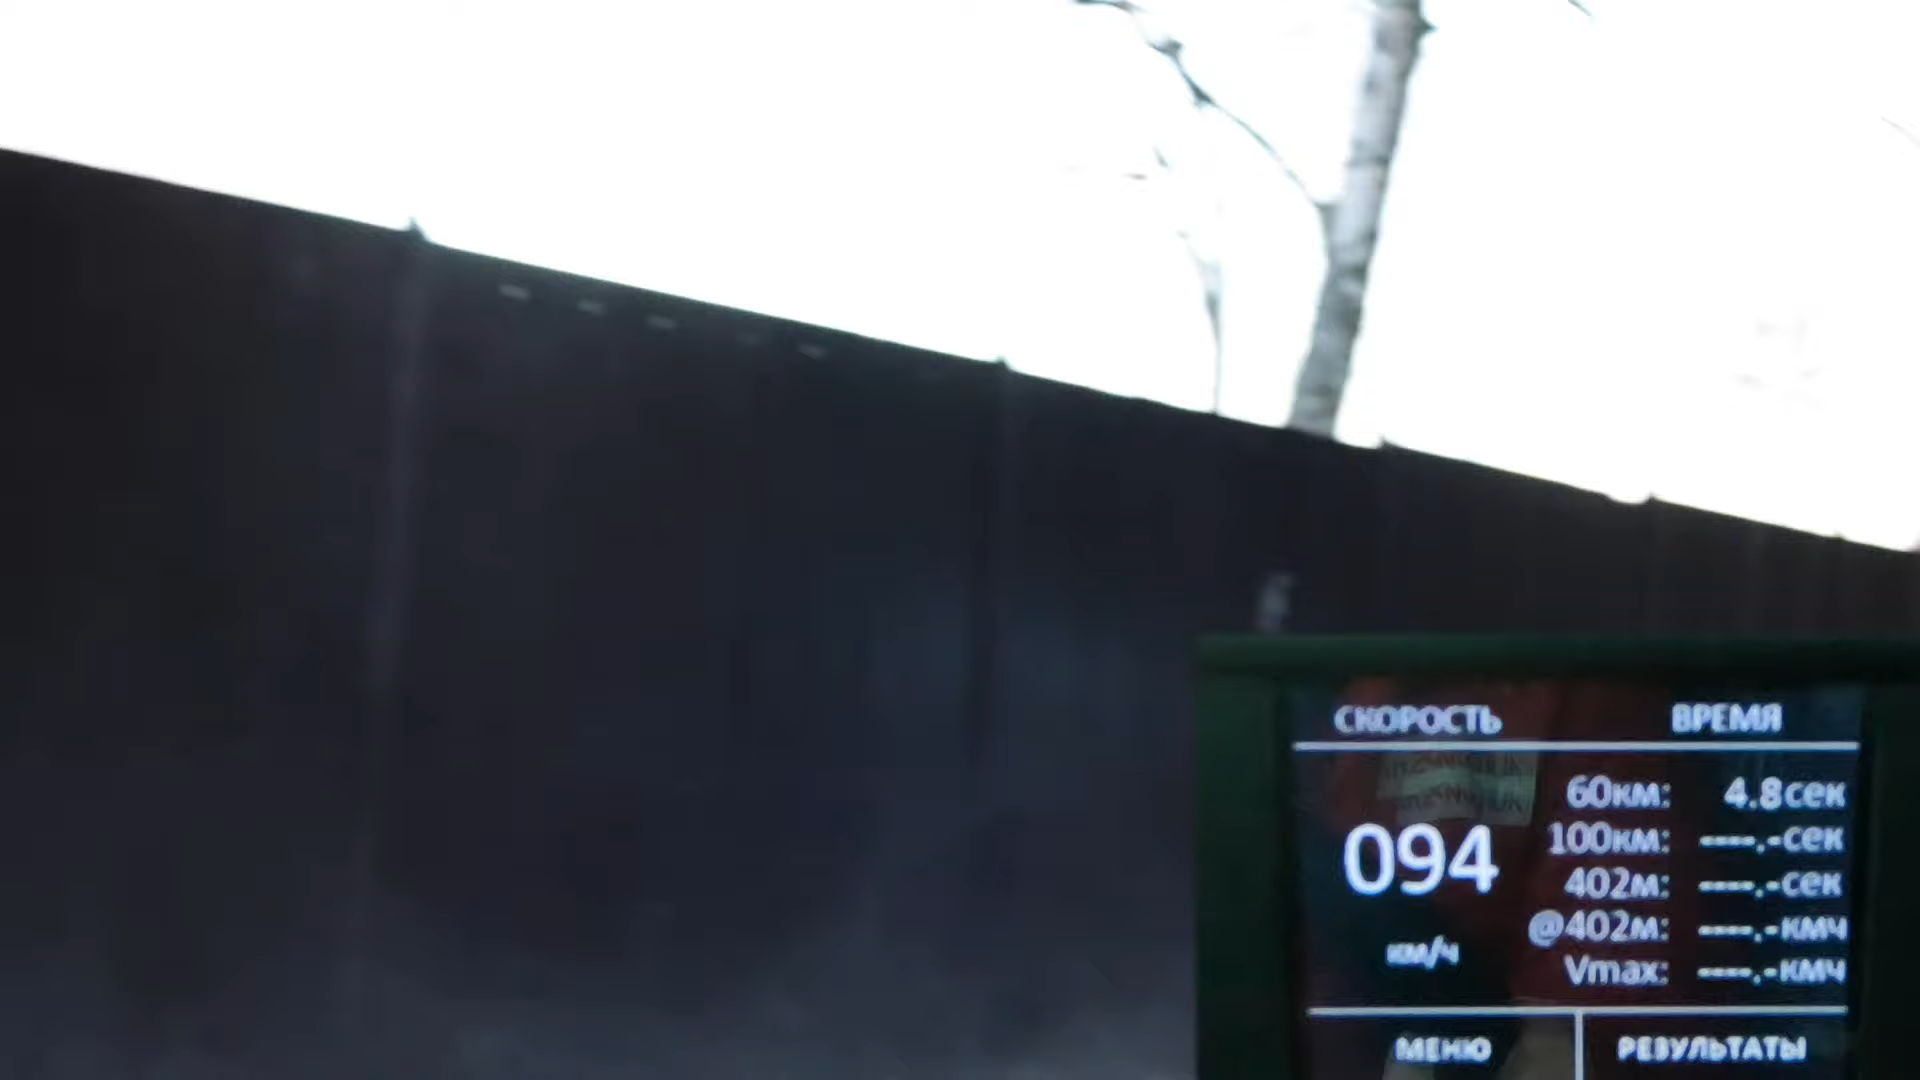 СКОРОСТЬ ВРЕМЯ
60км: 4.8сек
100км: ----.-сек
094
402м: ----.-сек
@402м: ----.-кмч
км/ч
Vmax: ----.-кмч
МЕНЮ РЕЗУЛЬТАТЫ